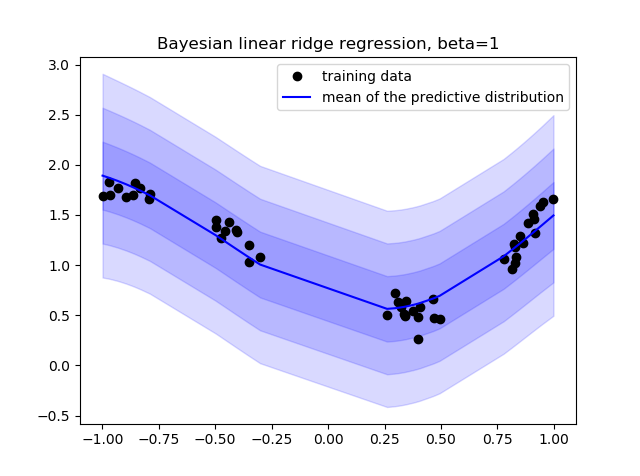 Bayesian linear ridge regression, beta=1
training data
mean of the predictive distribution
3.0
2.5
2.0
1.5
1.0
0.5
0.0
−0.5
−1.00 −0.75 −0.50 −0.25 0.00 0.25 0.50 0.75 1.00